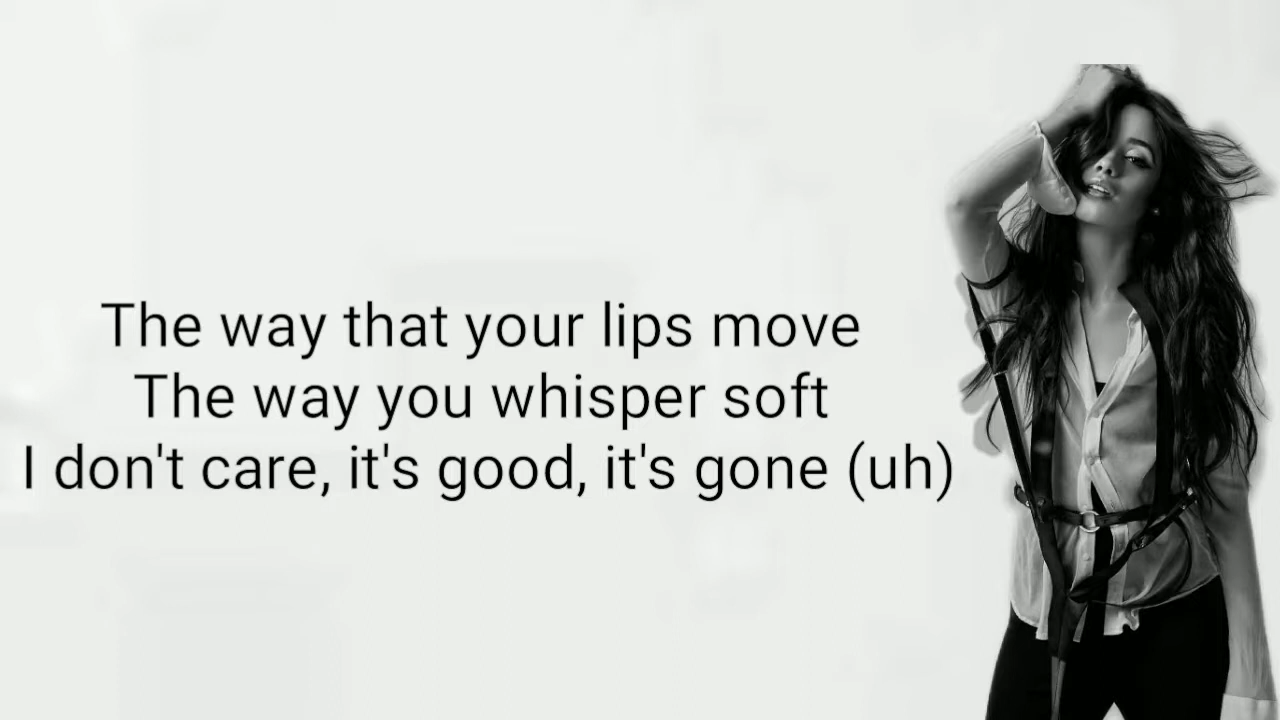 The way that your lips move
The way you whisper soft
I don't care, it's good, it's gone (uh)